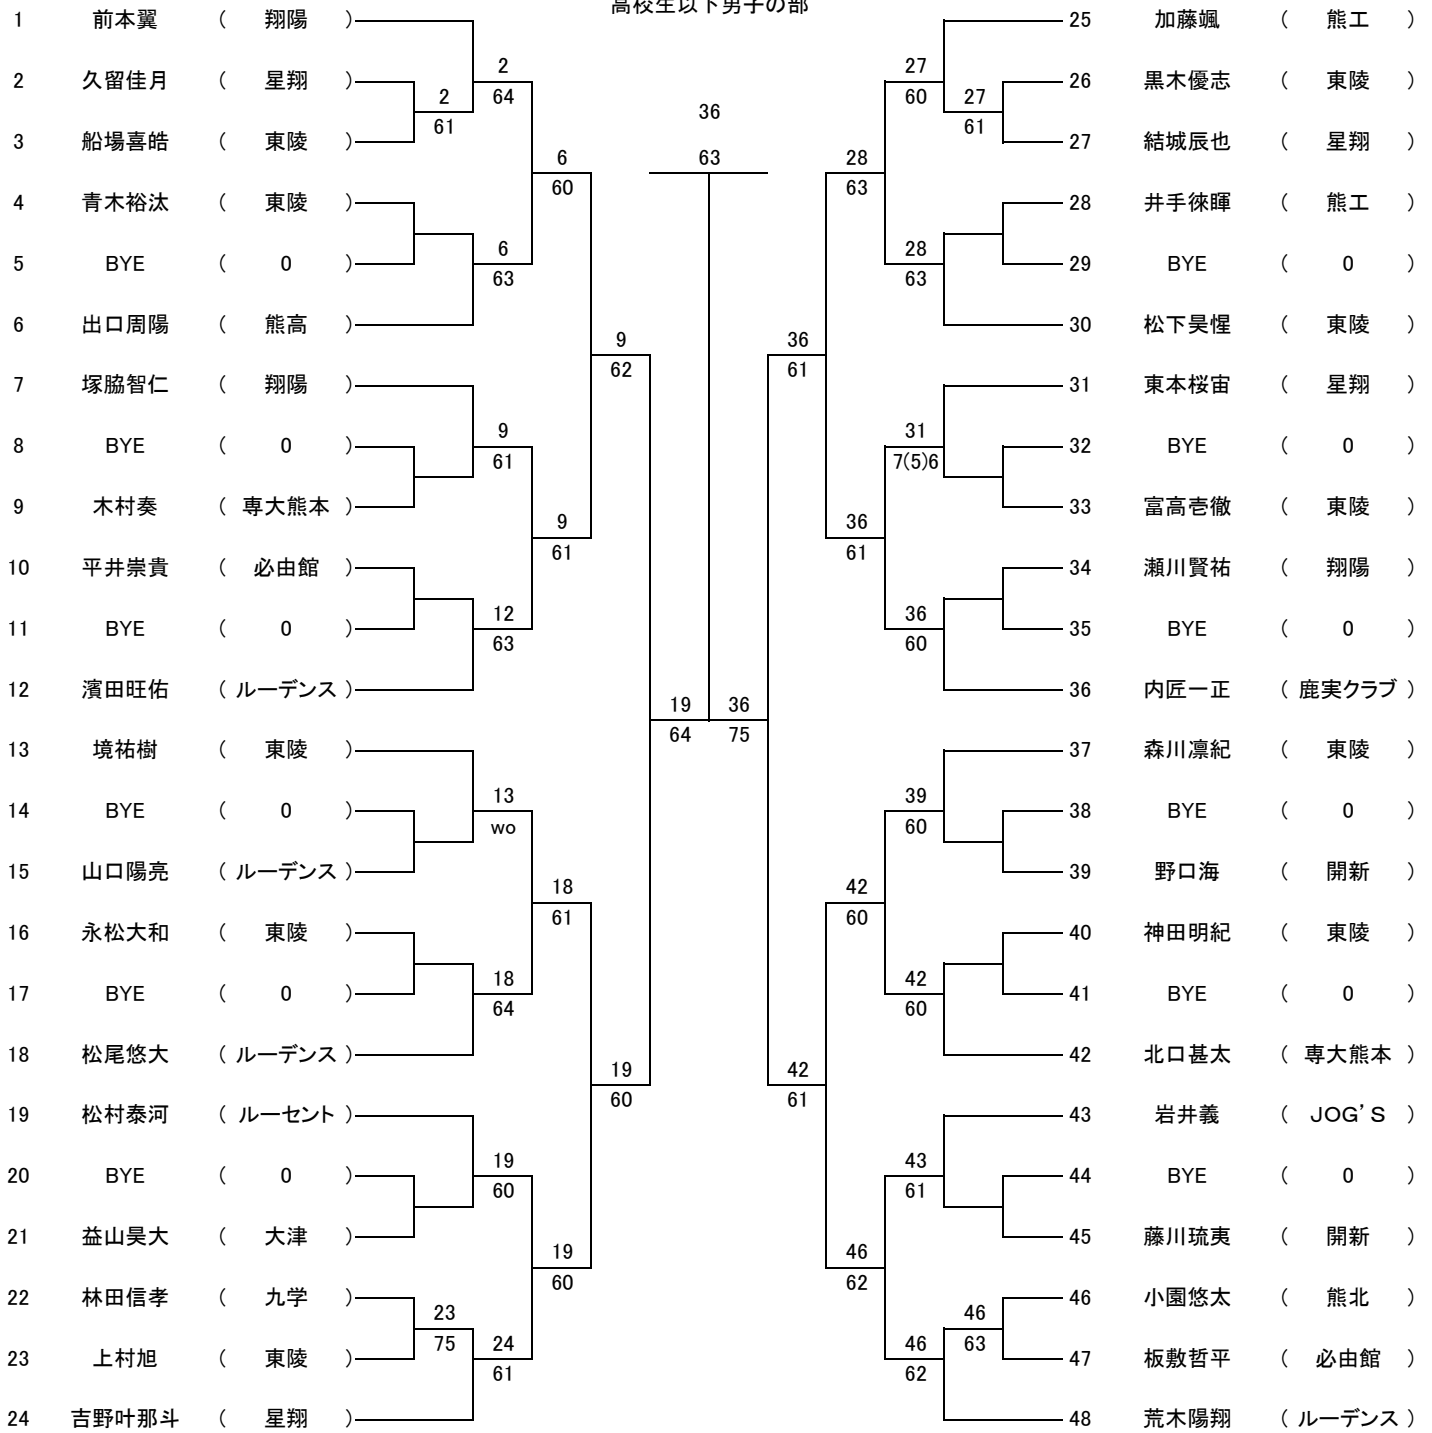 高校生以下男子の部
1 前本翼 ( 翔陽 )
2 久留佳月 ( 星翔 )
3 船場喜皓 ( 東陵 )
4 青木裕汰 ( 東陵 )
5 BYE ( 0 )
6 出口周陽 ( 熊高 )
7 塚脇智仁 ( 翔陽 )
8 BYE ( 0 )
9 木村奏 ( 専大熊本 )
10 平井崇貴 ( 必由館 )
11 BYE ( 0 )
12 濱田旺佑 ( ルーデンス )
13 境祐樹 ( 東陵 )
14 BYE ( 0 )
15 山口陽亮 ( ルーデンス )
16 永松大和 ( 東陵 )
17 BYE ( 0 )
18 松尾悠大 ( ルーデンス )
19 松村泰河 ( ルーセント )
20 BYE ( 0 )
21 益山昊大 ( 大津 )
22 林田信孝 ( 九学 )
23 上村旭 ( 東陵 )
24 吉野叶那斗 ( 星翔 )
2
61
23
75
2
64
6
63
9
61
12
63
13
wo
18
64
19
60
24
61
6
60
9
61
18
61
19
60
9
62
19
60
19
64
36
63
36
75
36
61
42
61
28
63
36
61
42
60
46
62
27
60
28
63
31
7(5)6
36
60
39
60
42
60
43
61
46
62
27
61
46
63
25 加藤颯 ( 熊工 )
26 黒木優志 ( 東陵 )
27 結城辰也 ( 星翔 )
28 井手徠暉 ( 熊工 )
29 BYE ( 0 )
30 松下昊惺 ( 東陵 )
31 東本桜宙 ( 星翔 )
32 BYE ( 0 )
33 富高壱徹 ( 東陵 )
34 瀬川賢祐 ( 翔陽 )
35 BYE ( 0 )
36 内匠一正 ( 鹿実クラブ )
37 森川凛紀 ( 東陵 )
38 BYE ( 0 )
39 野口海 ( 開新 )
40 神田明紀 ( 東陵 )
41 BYE ( 0 )
42 北口甚太 ( 専大熊本 )
43 岩井義 ( JOG'S )
44 BYE ( 0 )
45 藤川琉夷 ( 開新 )
46 小園悠太 ( 熊北 )
47 板敷哲平 ( 必由館 )
48 荒木陽翔 ( ルーデンス )